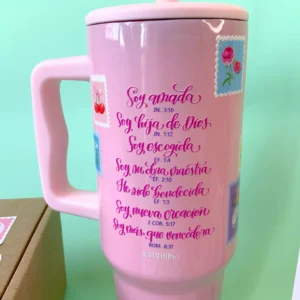 Soy amada
JN. 3:16
Soy hija de Dios
JN. 1:12
Soy escogida
EF. 1:4
Soy su obra maestra
EF. 2:10
He sido bendecida
EF. 1:3
Soy nueva creación
2 COR. 5:17
Soy más que vencedora
ROM. 8:37